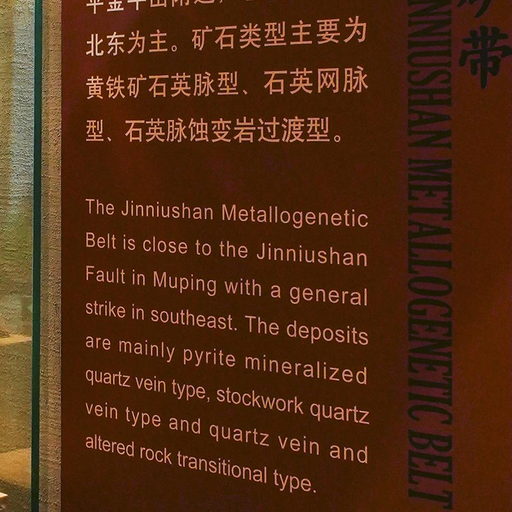 北东为主。矿石类型主要为
黄铁矿石英脉型、石英网脉
型、石英脉蚀变岩过渡型。
The Jinniushan Metallogenetic
Belt is close to the Jinniushan
Fault in Muping with a general
strike in southeast. The deposits
are mainly pyrite mineralized
quartz vein type, stockwork quartz
vein type and quartz vein and
altered rock transitional type.
带
INNIUSHAN METALLOGENETIC BELT